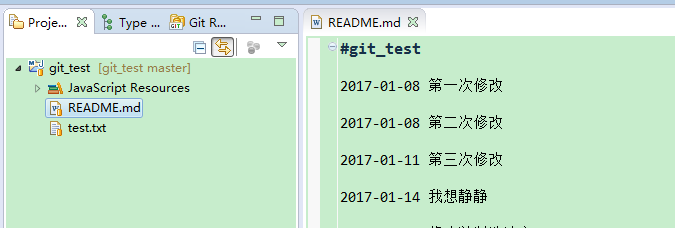 Proje...
Type ...
Git R...
git_test [git_test master]
JavaScript Resources
README.md
test.txt
README.md
#git_test
2017-01-08 第一次修改
2017-01-08 第二次修改
2017-01-11 第三次修改
2017-01-14 我想静静